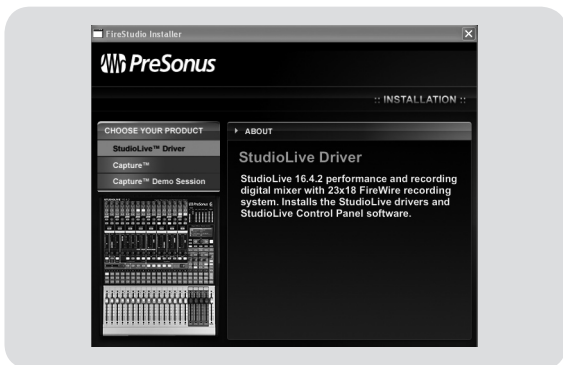 FireStudio Installer
PreSonus
:: INSTALLATION ::
CHOOSE YOUR PRODUCT
StudioLive™ Driver
Capture™
Capture™ Demo Session
ABOUT
StudioLive Driver
StudioLive 16.4.2 performance and recording
digital mixer with 23x18 FireWire recording
system. Installs the StudioLive drivers and
StudioLive Control Panel software.